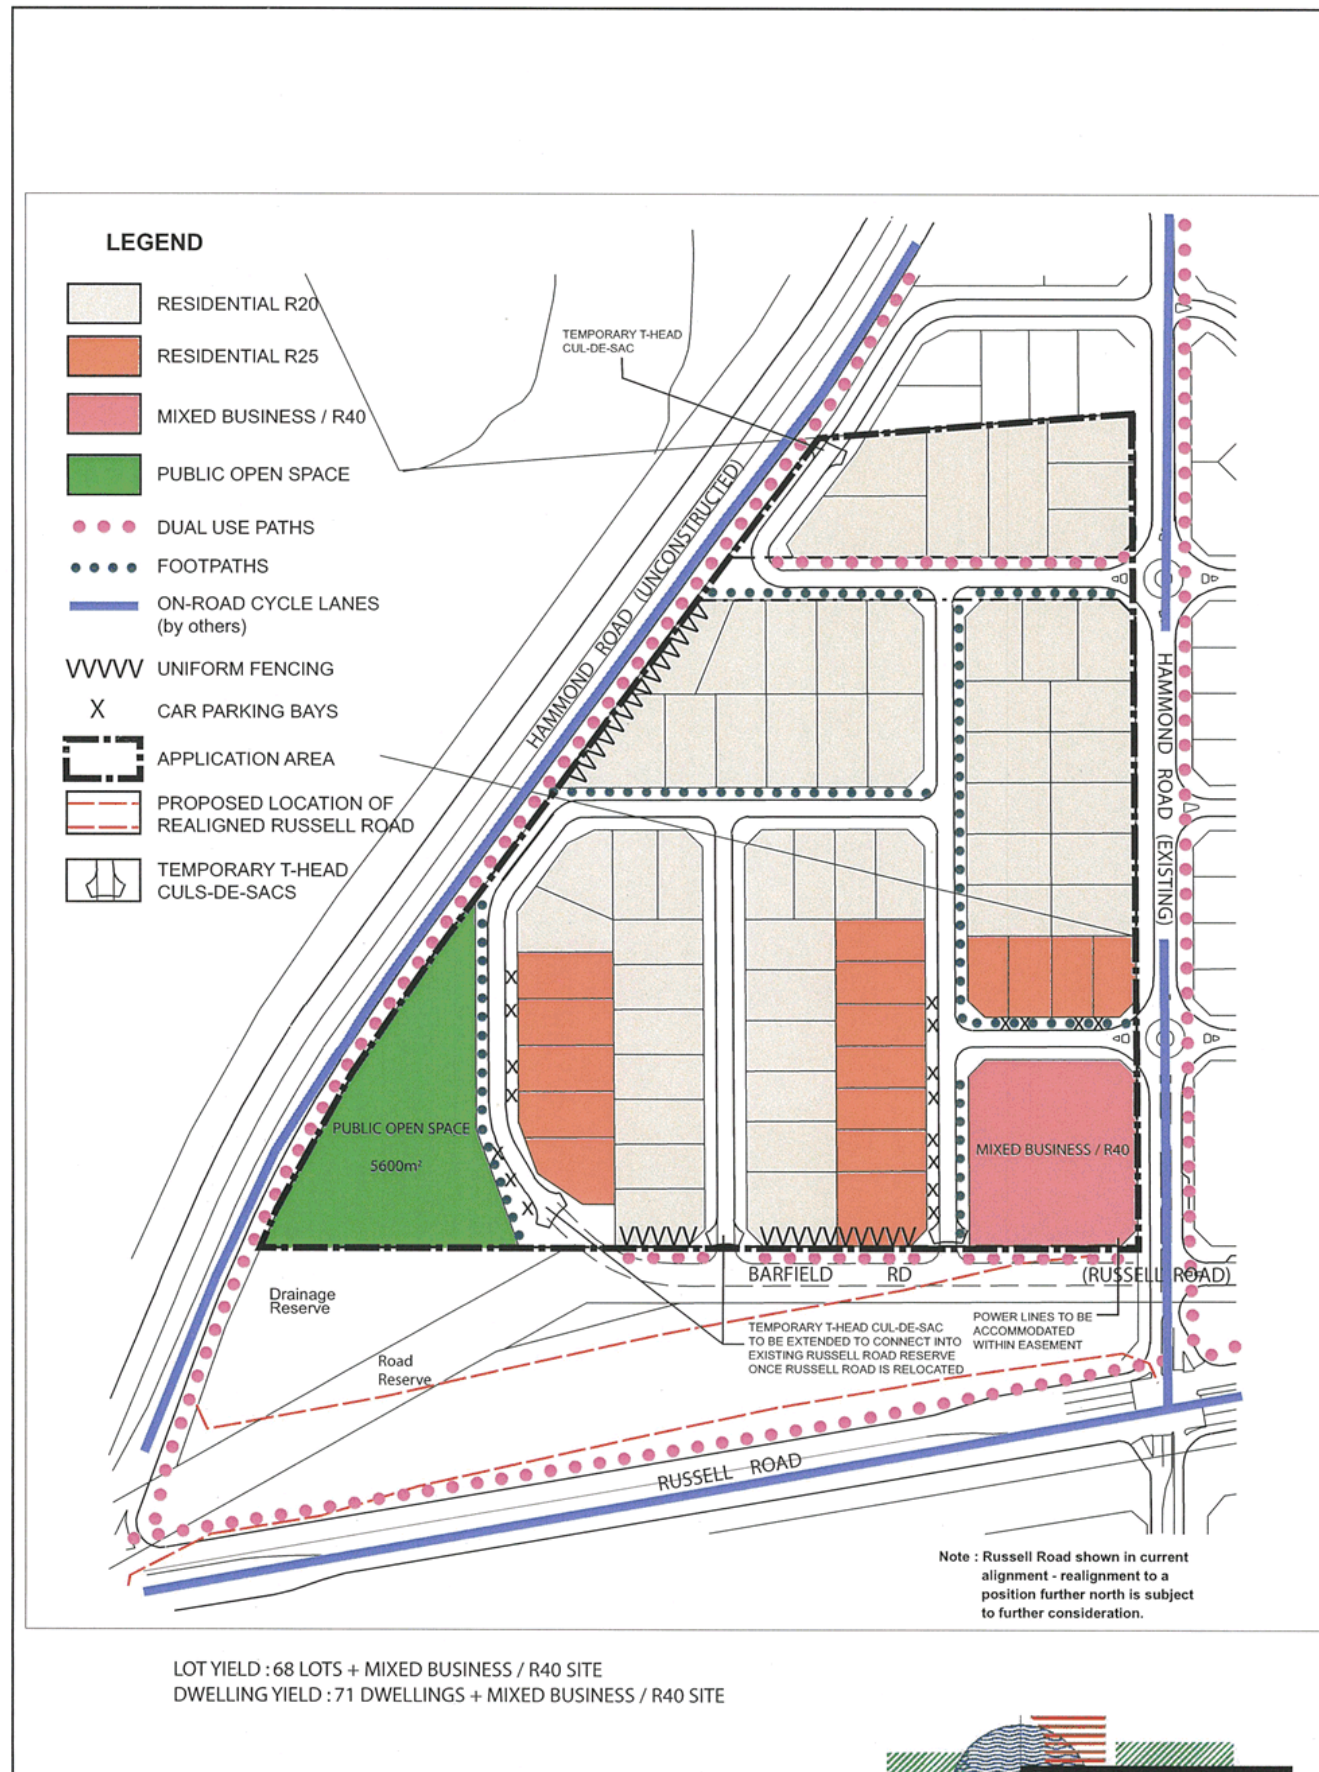 LEGEND
RESIDENTIAL R20
RESIDENTIAL R25
MIXED BUSINESS / R40
PUBLIC OPEN SPACE
DUAL USE PATHS
FOOTPATHS
ON-ROAD CYCLE LANES
(by others)
UNIFORM FENCING
X
CAR PARKING BAYS
APPLICATION AREA
PROPOSED LOCATION OF
REALIGNED RUSSELL ROAD
TEMPORARY T-HEAD
CULS-DE-SACS
TEMPORARY T-HEAD
CUL-DE-SAC
HAMMOND ROAD (UNCONSTRUCTED)
HAMMOND ROAD (EXISTING)
PUBLIC OPEN SPACE
5600m²
MIXED BUSINESS / R40
BARFIELD RD (RUSSELL ROAD)
Drainage
Reserve
Road
Reserve
TEMPORARY T-HEAD CUL-DE-SAC
TO BE EXTENDED TO CONNECT INTO
EXISTING RUSSELL ROAD RESERVE
ONCE RUSSELL ROAD IS RELOCATED
POWER LINES TO BE
ACCOMMODATED
WITHIN EASEMENT
RUSSELL ROAD
Note : Russell Road shown in current
alignment - realignment to a
position further north is subject
to further consideration.
LOT YIELD : 68 LOTS + MIXED BUSINESS / R40 SITE
DWELLING YIELD : 71 DWELLINGS + MIXED BUSINESS / R40 SITE